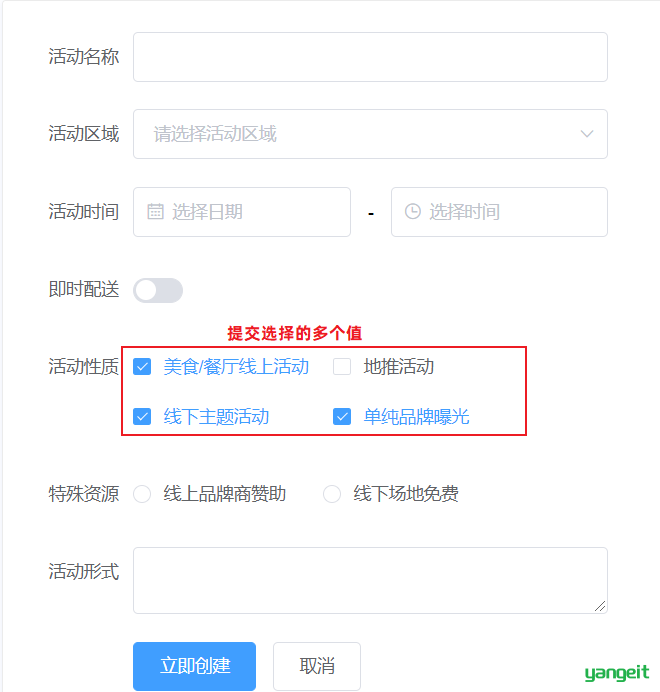 活动名称
活动区域 请选择活动区域
活动时间 选择日期 - 选择时间
即时配送
提交选择的多个值
活动性质 美食/餐厅线上活动 地推活动
线下主题活动 单纯品牌曝光
特殊资源 线上品牌商赞助 线下场地免费
活动形式
立即创建 取消
yangeit